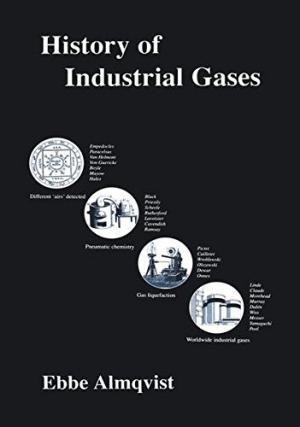 History of
Industrial Gases
Empedocles
Paracelsus
Van Helmont
Von Guericke
Boyle
Mayow
Hales
Different 'airs' detected
Black
Priestly
Scheele
Rutherford
Lavoisier
Cavendish
Ramsay
Pneumatic chemistry
Pictet
Cailletet
Wroblewski
Olszewski
Dewar
Onnes
Gas liquefaction
Linde
Claude
Morehead
Murray
Dalén
Wiss
Messer
Yamaguchi
Pool
Worldwide industrial gases
Ebbe Almqvist